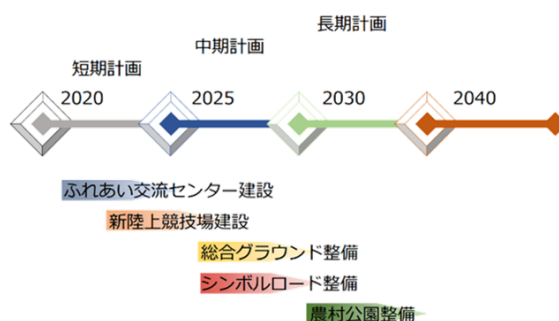 長期計画
中期計画
短期計画
2020 2025 2030 2040
ふれあい交流センター建設
新陸上競技場建設
総合グラウンド整備
シンボルロード整備
農村公園整備